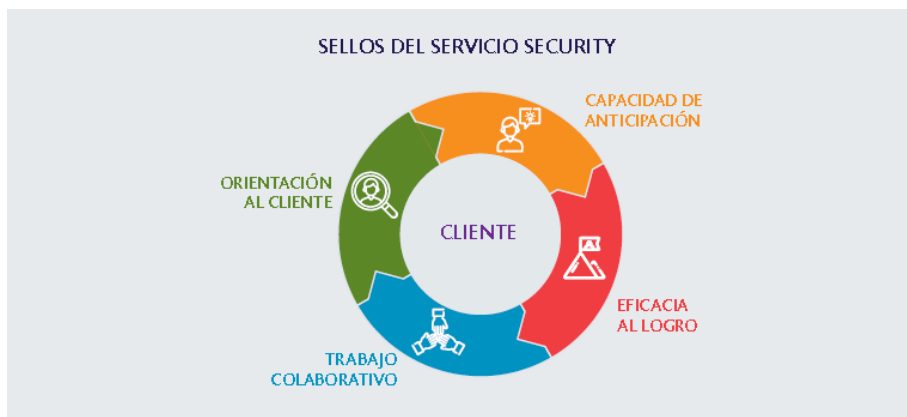 SELLOS DEL SERVICIO SECURITY
CAPACIDAD DE
ANTICIPACIÓN
ORIENTACIÓN
AL CLIENTE
CLIENTE
EFICACIA
AL LOGRO
TRABAJO
COLABORATIVO